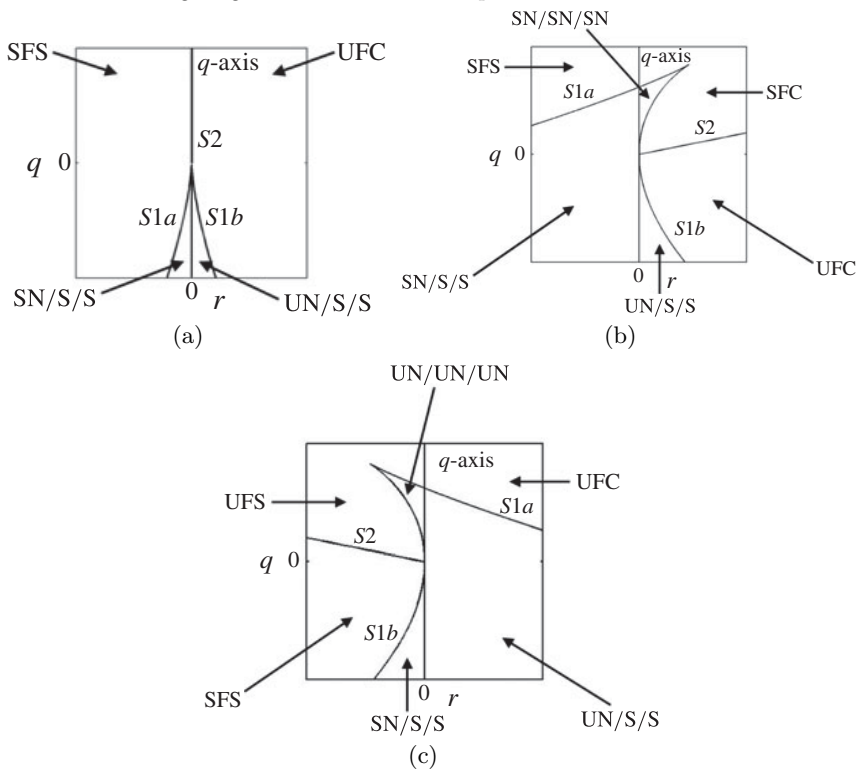 SFS
q-axis
UFC
S2
q 0
S1a
S1b
SN/S/S
0 r
UN/S/S
(a)
SN/SN/SN
SFS
q-axis
S1a
SFC
S2
q 0
S1b
SN/S/S
UFC
0 r
UN/S/S
(b)
UN/UN/UN
q-axis
UFS
UFC
S1a
S2
q 0
S1b
SFS
0 r
SN/S/S
UN/S/S
(c)